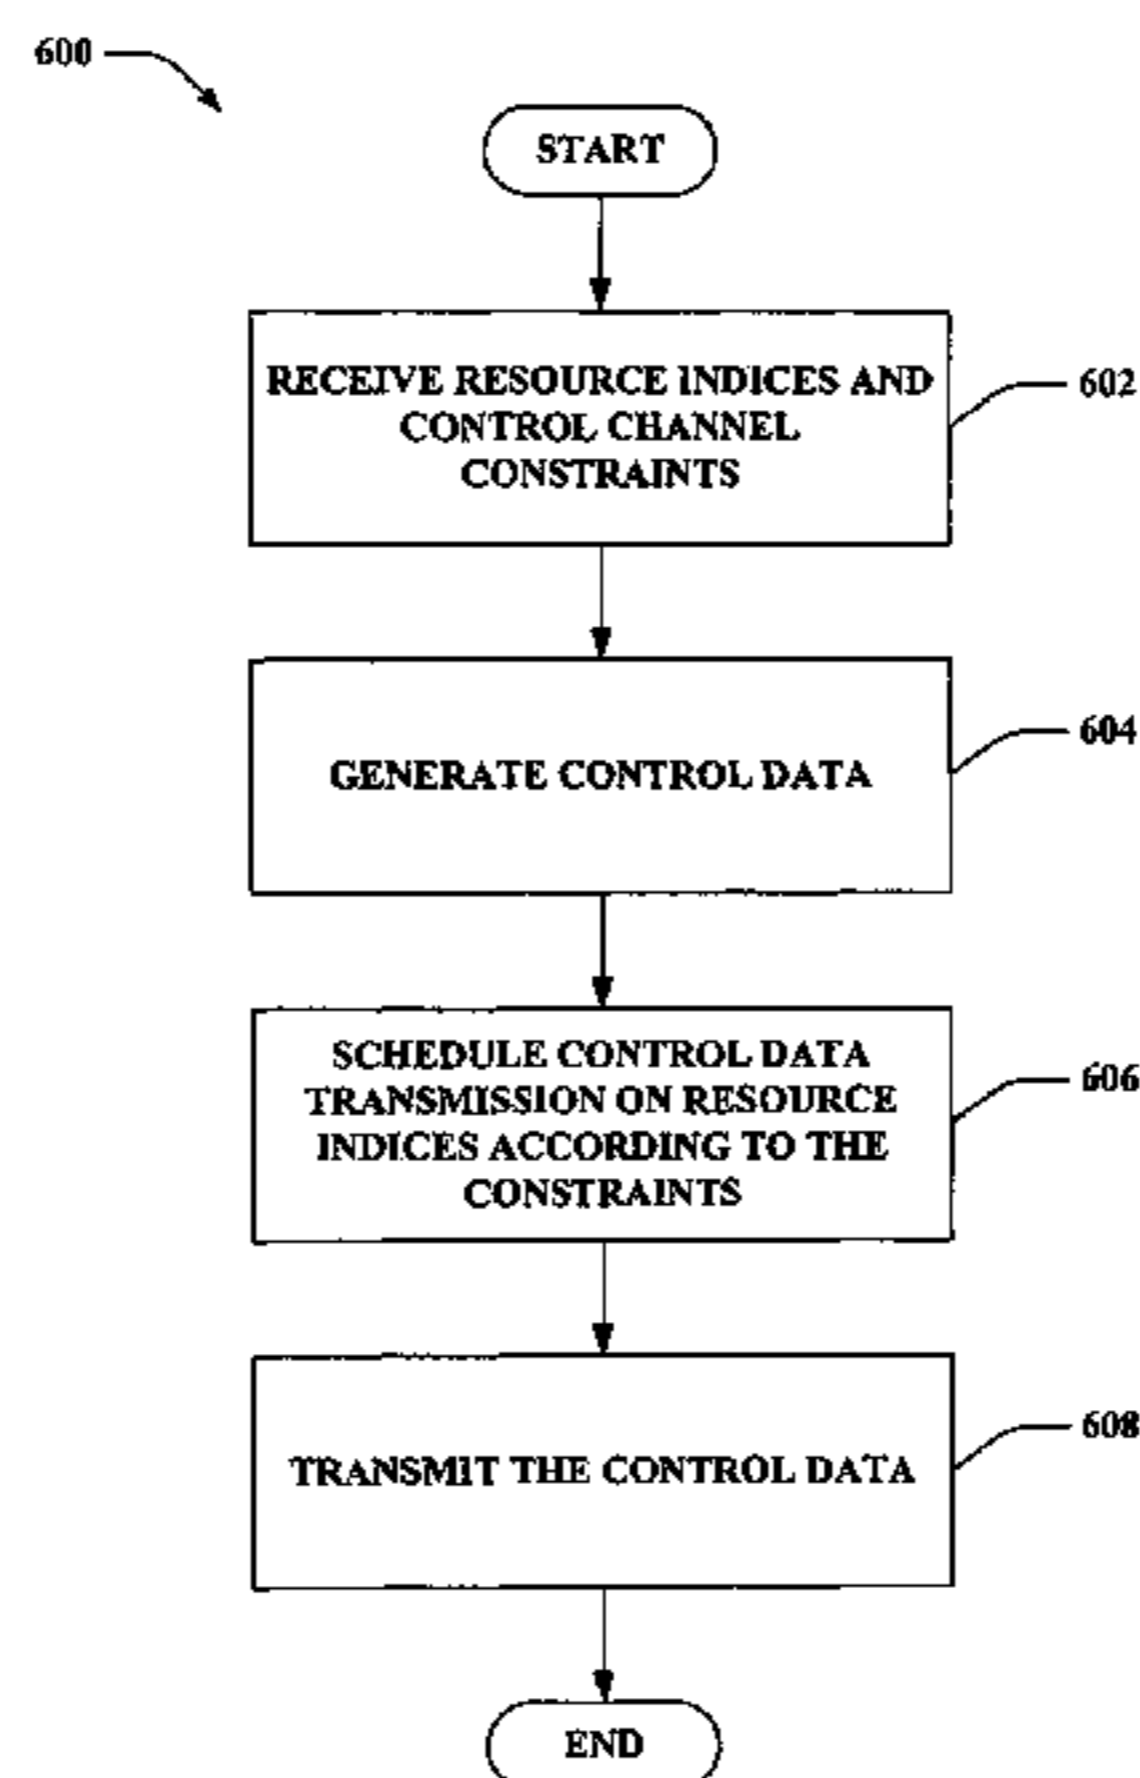 600
START
RECEIVE RESOURCE INDICES AND
CONTROL CHANNEL
CONSTRAINTS
602
GENERATE CONTROL DATA
604
SCHEDULE CONTROL DATA
TRANSMISSION ON RESOURCE
INDICES ACCORDING TO THE
CONSTRAINTS
606
TRANSMIT THE CONTROL DATA
608
END